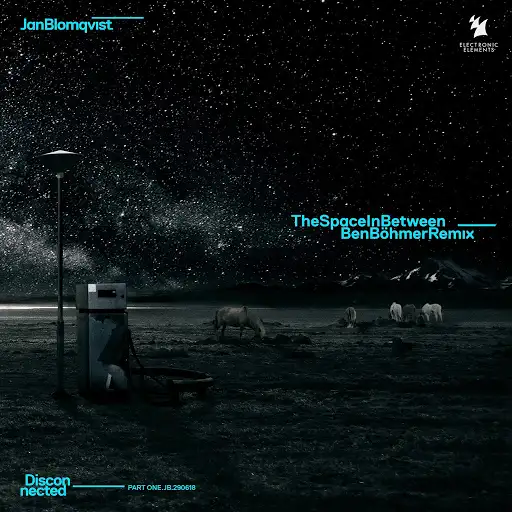 JanBlomqvist
ELECTRONIC
ELEMENTS
TheSpaceInBetween
BenBöhmerRemix
Discon
nected
PART ONE.JB.290618